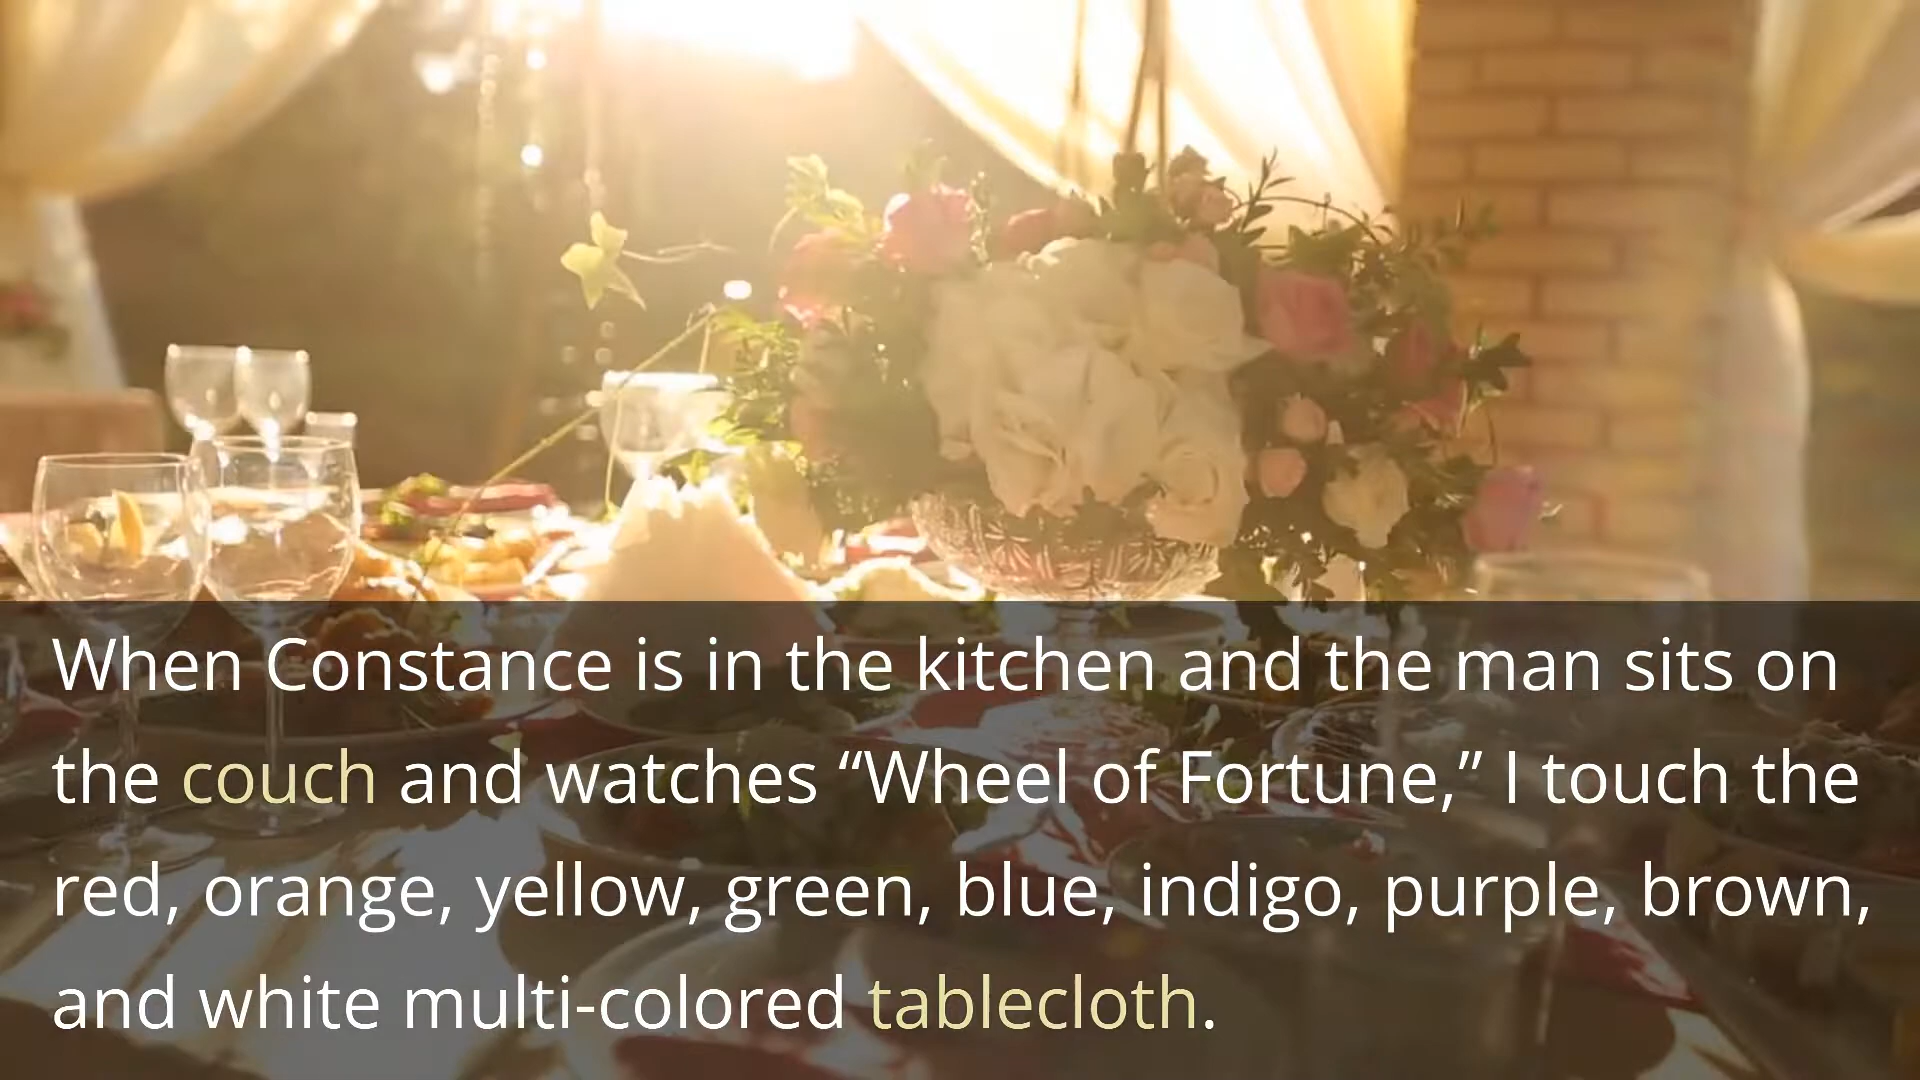 When Constance is in the kitchen and the man sits on
the couch and watches “Wheel of Fortune,” I touch the
red, orange, yellow, green, blue, indigo, purple, brown,
and white multi-colored tablecloth.